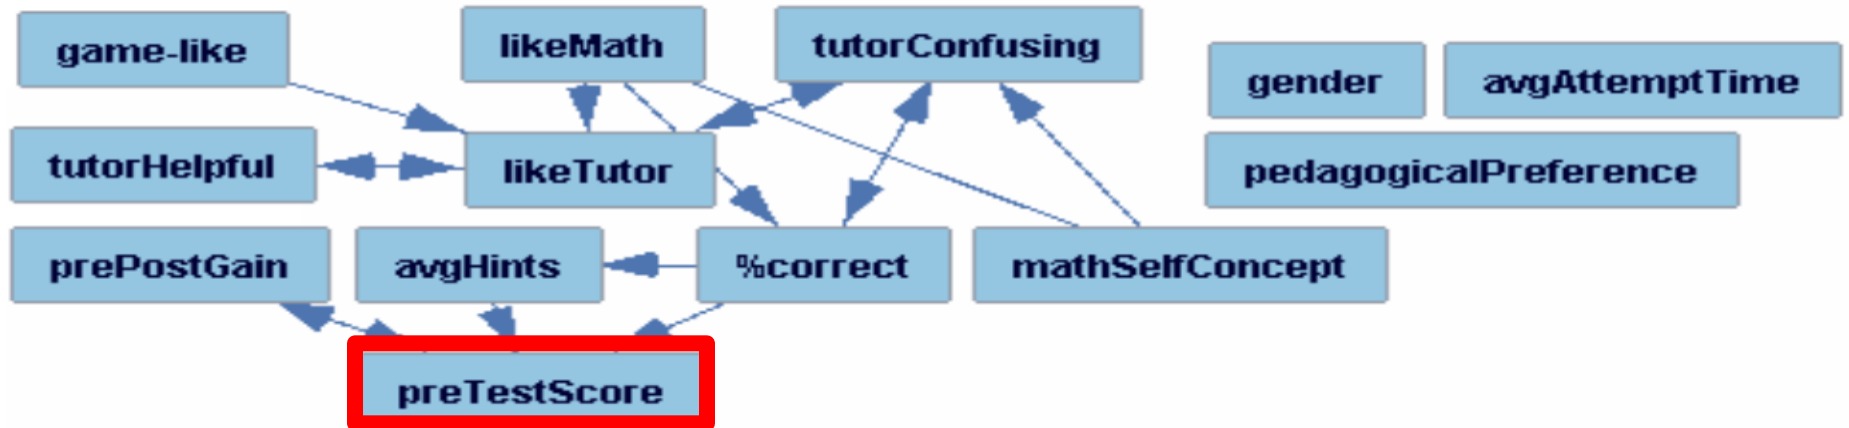 game-like
likeMath
tutorConfusing
gender
avgAttemptTime
tutorHelpful
likeTutor
pedagogicalPreference
prePostGain
avgHints
%correct
mathSelfConcept
preTestScore